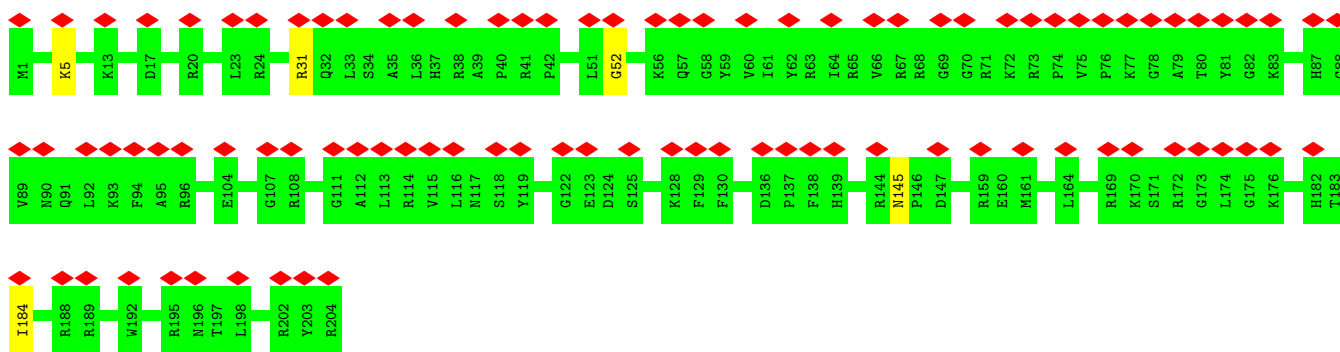 M1 K5 K13 D17 R20 L23 R24 R31 Q32 L33 S34 A35 L36 H37 R38 A39 P40 R41 P42 L51 G52 K56 Q57 G58 Y59 V60 I61 Y62 R63 I64 R65 V66 R67 R68 G69 G70 R71 K72 R73 P74 V75 P76 K77 G78 A79 T80 Y81 G82 K83 H87 G88
V89 N90 Q91 L92 K93 F94 A95 R96 E104 G107 R108 G111 A112 L113 R114 V115 L116 N117 S118 Y119 G122 E123 D124 S125 K128 F129 F130 D136 P137 F138 H139 R144 N145 P146 D147 R159 E160 M161 L164 R169 K170 S171 R172 G173 L174 G175 K176 H182 T183
I184 R188 R189 W192 R195 N196 T197 L198 R202 Y203 R204